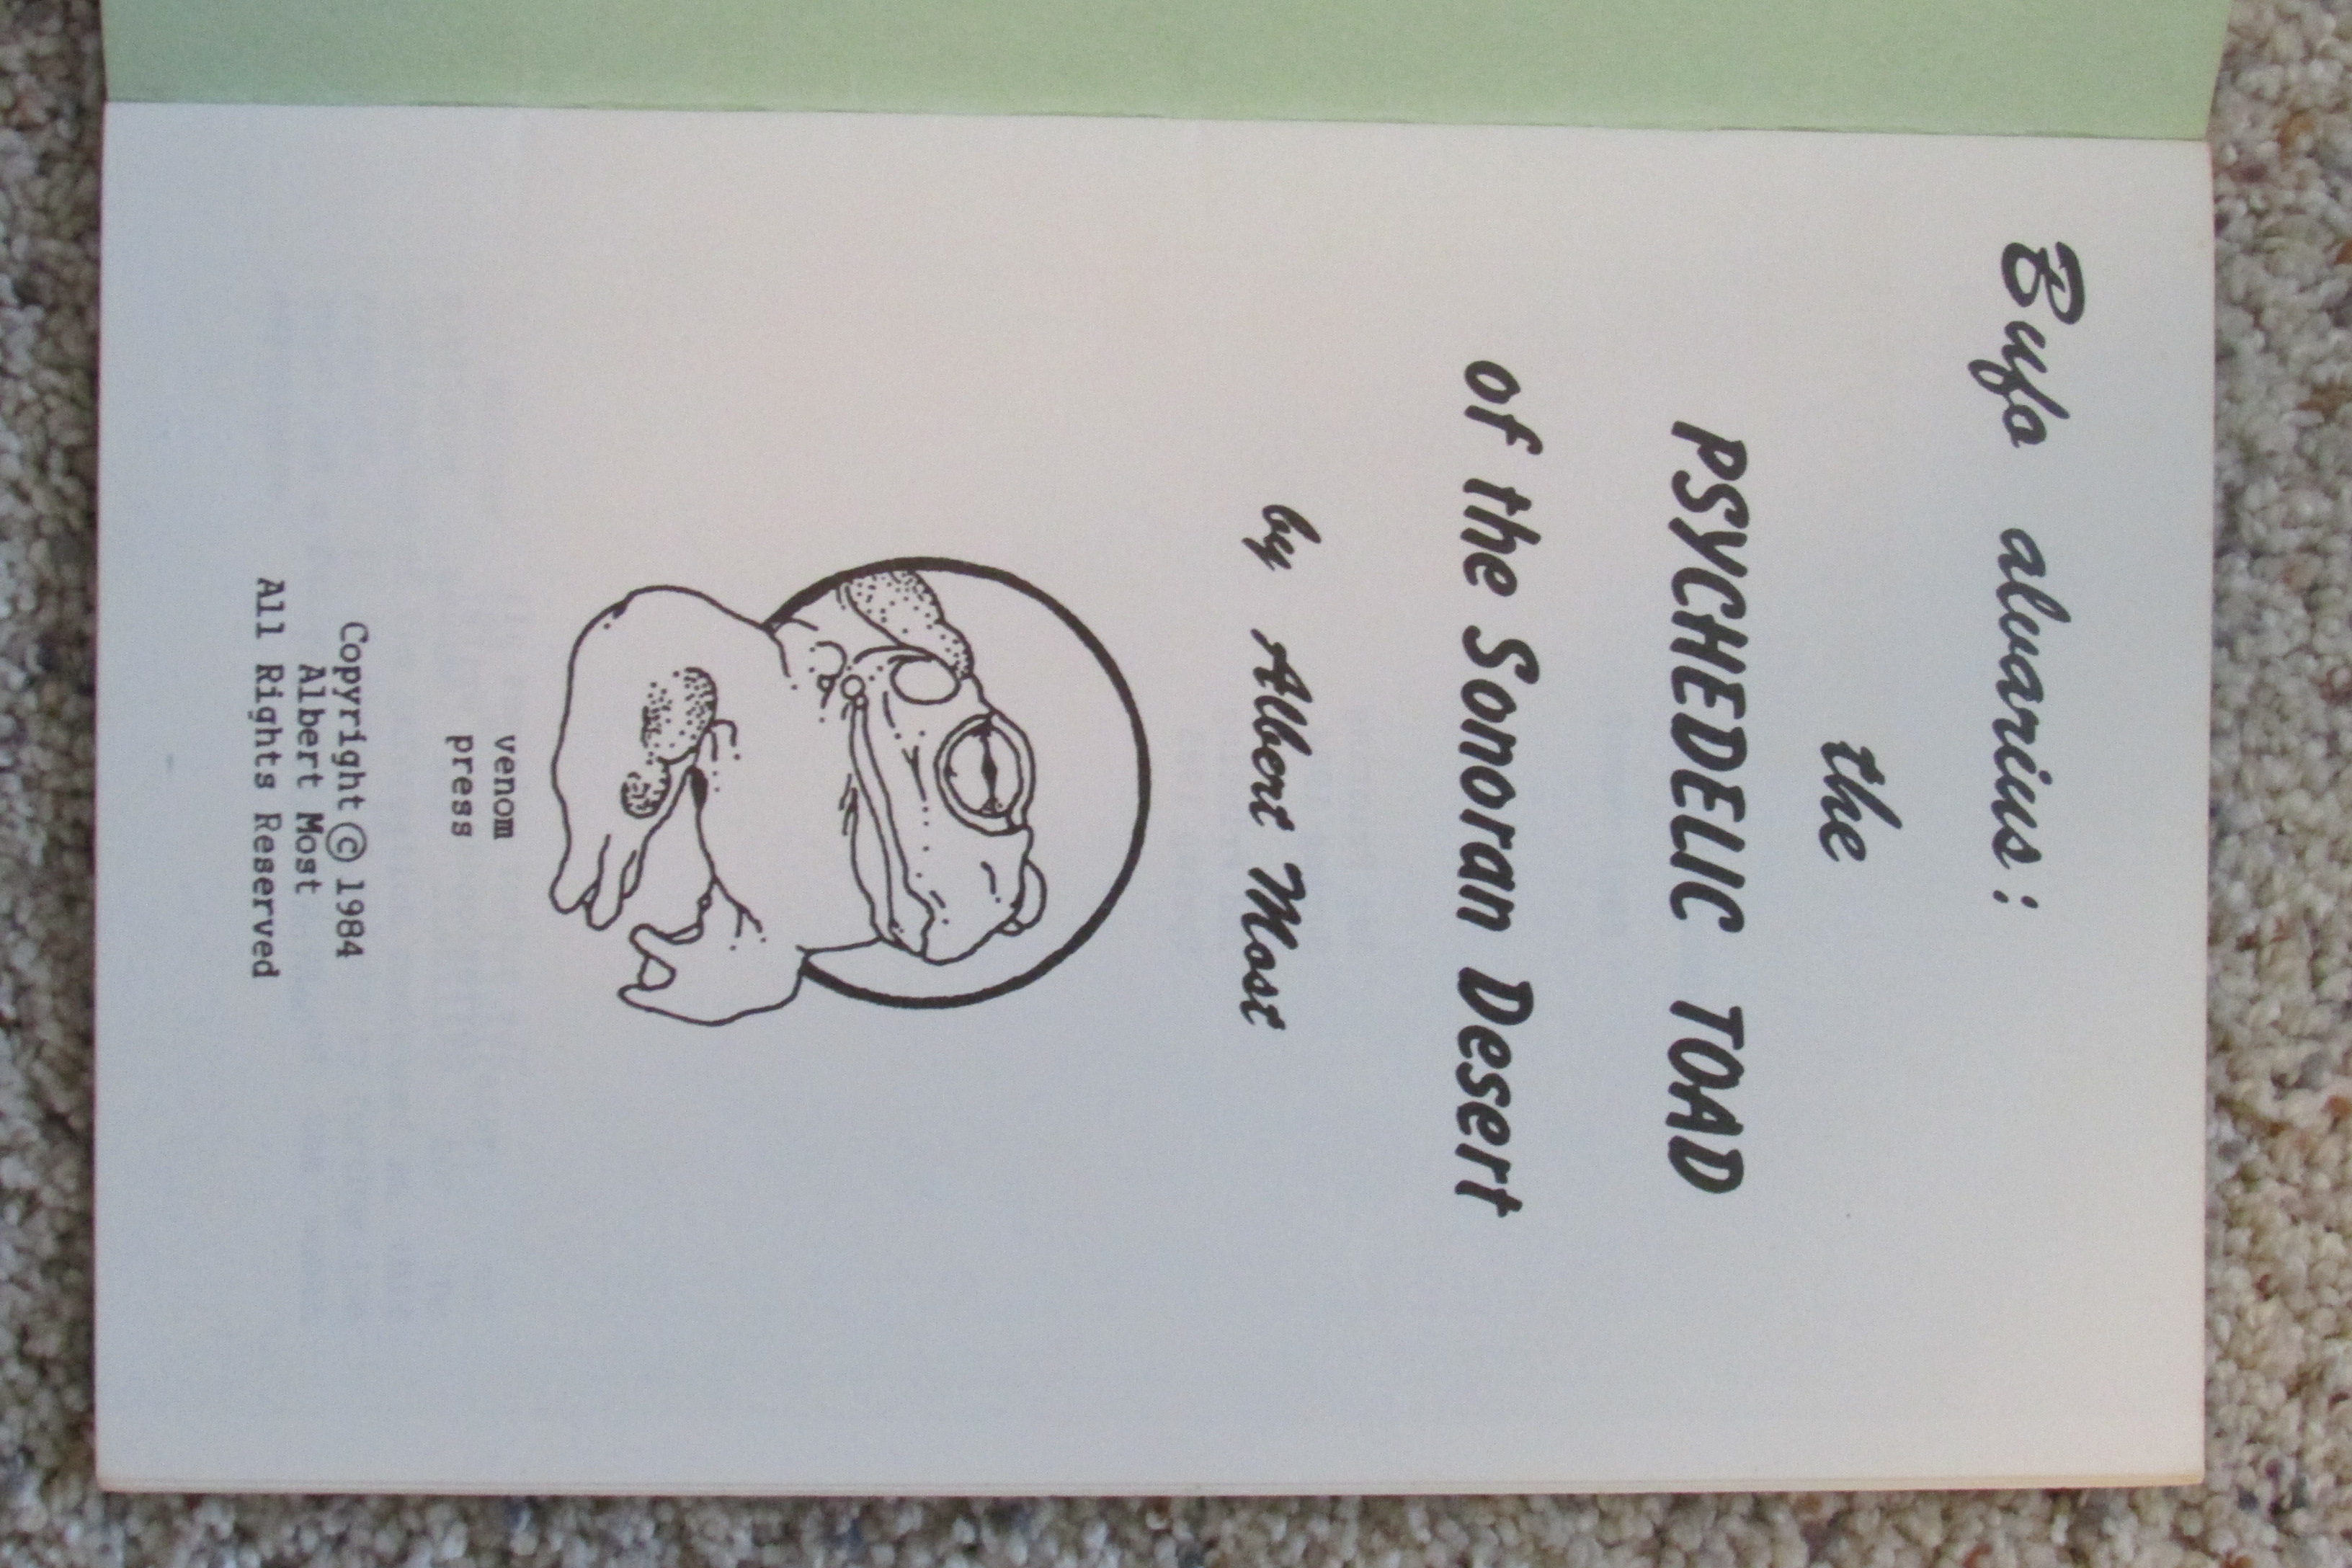 Bufo alvarius:
the
PSYCHEDELIC TOAD
of the Sonoran Desert
by Albert Most
venom
press
Copyright © 1984
Albert Most
All Rights Reserved